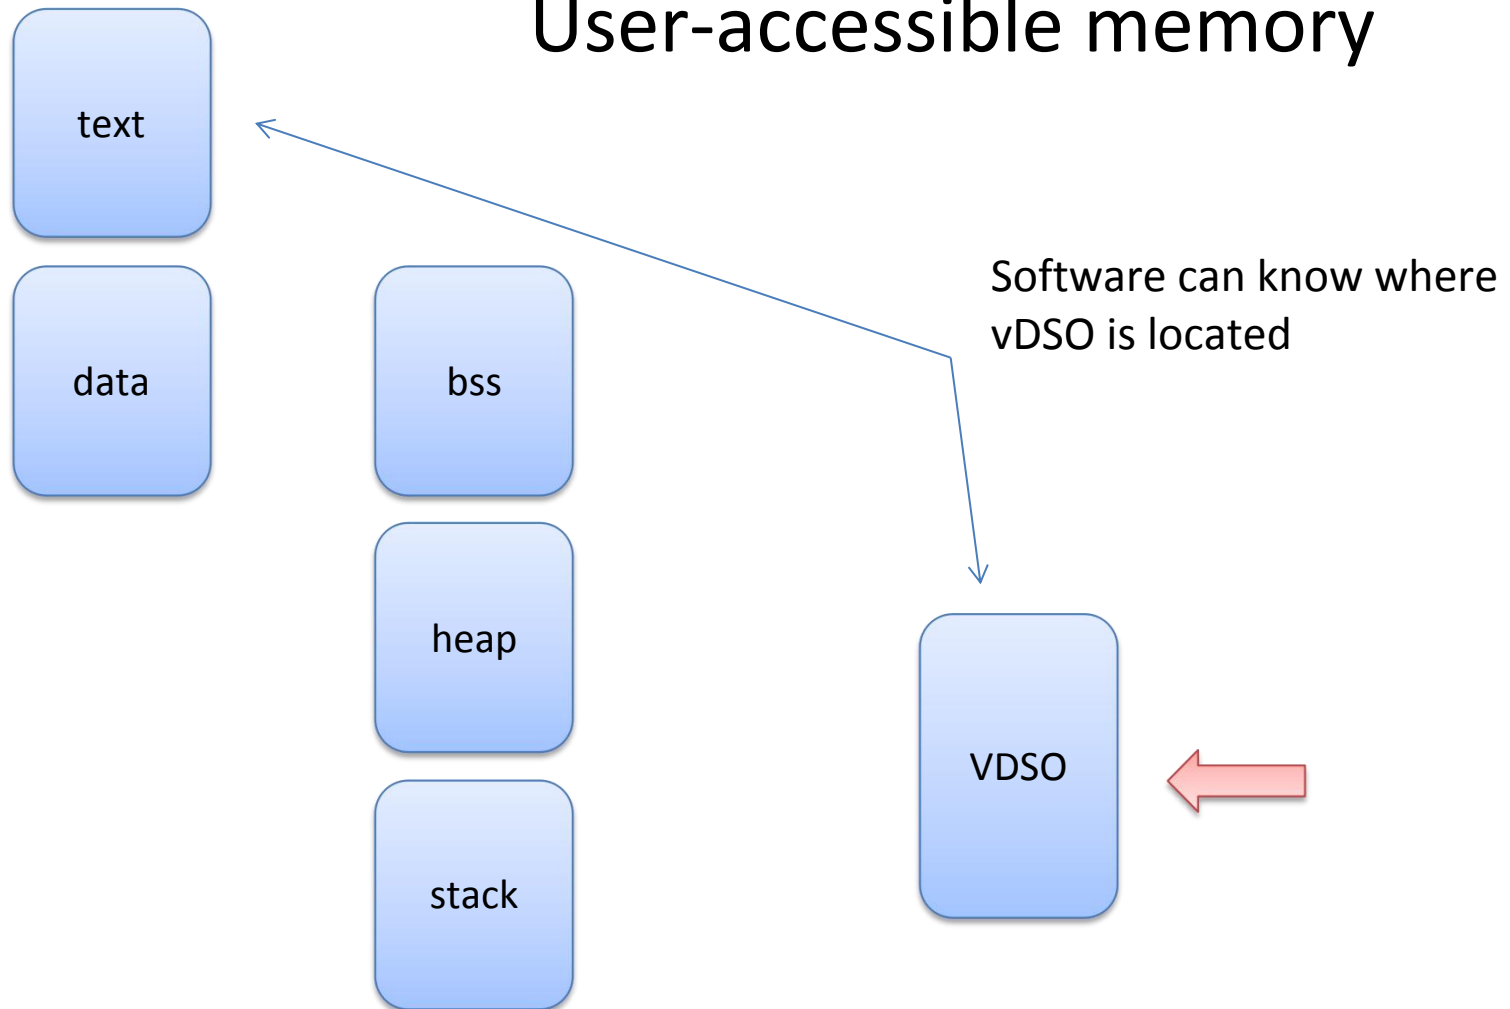 User-accessible memory
text
Software can know where
vDSO is located
data
bss
heap
VDSO
stack